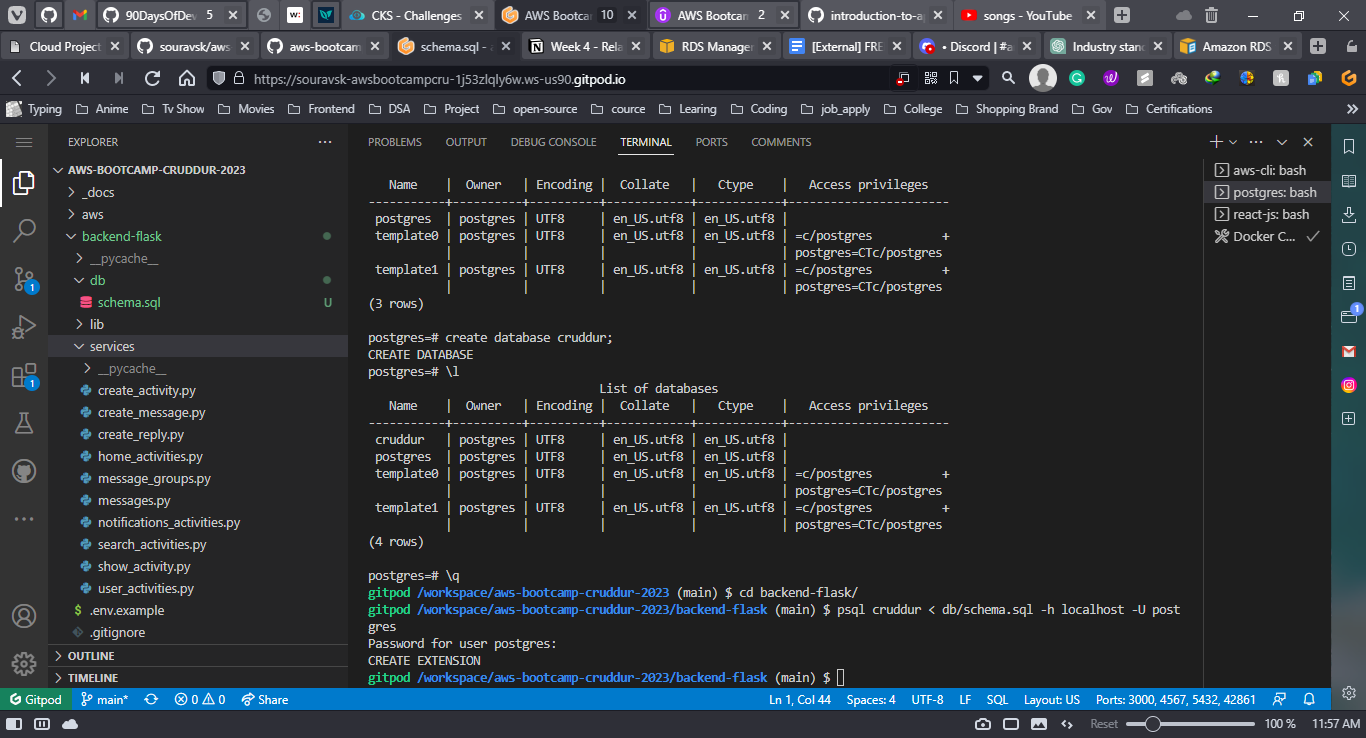 90DaysOfDev 5
CKS - Challenges
AWS Bootcam 10
AWS Bootcam 2
introduction-to-ap
songs - YouTube
Cloud Project
souravsk/aws
aws-bootcam
schema.sql - a
Week 4 - Rela
RDS Manager
[External] FRE
• Discord | #a
Industry stand
Amazon RDS
https://souravsk-awsbootcampcru-1j53zlqly6w.ws-us90.gitpod.io
Typing Anime Tv Show Movies Frontend DSA Project open-source cource Learing Coding job_apply College Shopping Brand Gov Certifications
EXPLORER
AWS-BOOTCAMP-CRUDDUR-2023
_docs
aws
backend-flask
__pycache__
db
schema.sql U
lib
services
__pycache__
create_activity.py
create_message.py
create_reply.py
home_activities.py
message_groups.py
messages.py
notifications_activities.py
search_activities.py
show_activity.py
user_activities.py
.env.example
.gitignore
OUTLINE
TIMELINE
1
1
PROBLEMS OUTPUT DEBUG CONSOLE TERMINAL PORTS COMMENTS
Name | Owner | Encoding | Collate | Ctype | Access privileges
-----------+----------+----------+------------+------------+-----------------------
postgres | postgres | UTF8 | en_US.utf8 | en_US.utf8 |
template0 | postgres | UTF8 | en_US.utf8 | en_US.utf8 | =c/postgres +
| | | | | postgres=CTc/postgres
template1 | postgres | UTF8 | en_US.utf8 | en_US.utf8 | =c/postgres +
| | | | | postgres=CTc/postgres
(3 rows)
postgres=# create database cruddur;
CREATE DATABASE
postgres=# \l
List of databases
Name | Owner | Encoding | Collate | Ctype | Access privileges
-----------+----------+----------+------------+------------+-----------------------
cruddur | postgres | UTF8 | en_US.utf8 | en_US.utf8 |
postgres | postgres | UTF8 | en_US.utf8 | en_US.utf8 |
template0 | postgres | UTF8 | en_US.utf8 | en_US.utf8 | =c/postgres +
| | | | | postgres=CTc/postgres
template1 | postgres | UTF8 | en_US.utf8 | en_US.utf8 | =c/postgres +
| | | | | postgres=CTc/postgres
(4 rows)
postgres=# \q
gitpod /workspace/aws-bootcamp-cruddur-2023 (main) $ cd backend-flask/
gitpod /workspace/aws-bootcamp-cruddur-2023/backend-flask (main) $ psql cruddur < db/schema.sql -h localhost -U post
gres
Password for user postgres:
CREATE EXTENSION
gitpod /workspace/aws-bootcamp-cruddur-2023/backend-flask (main) $
aws-cli: bash
postgres: bash
react-js: bash
Docker C...
1
Gitpod main* 0 0 Share Ln 1, Col 44 Spaces: 4 UTF-8 LF SQL Layout: US Ports: 3000, 4567, 5432, 42861
Reset 100 % 11:57 AM